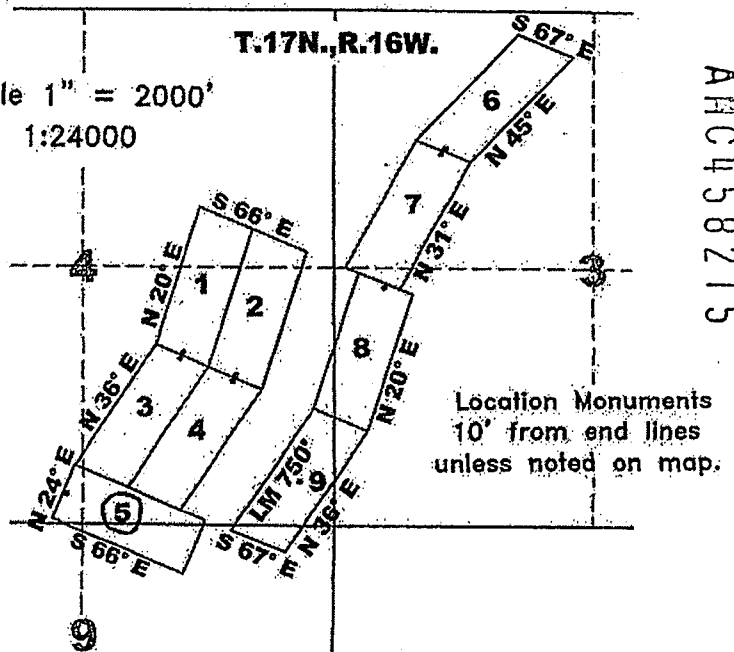 T.17N.,R.16W.
le 1" = 2000'
1:24000
AMC458215
S 67° E
6
N 45° E
7
N 31° E
S 66° E
N 20° E
1
2
4
3
8
N 20° E
N 36° E
3
4
Location Monuments
10' from end lines
unless noted on map.
LM 750'
9
N 36° E
N 24° E
5
S 66° E
S 67° E
9